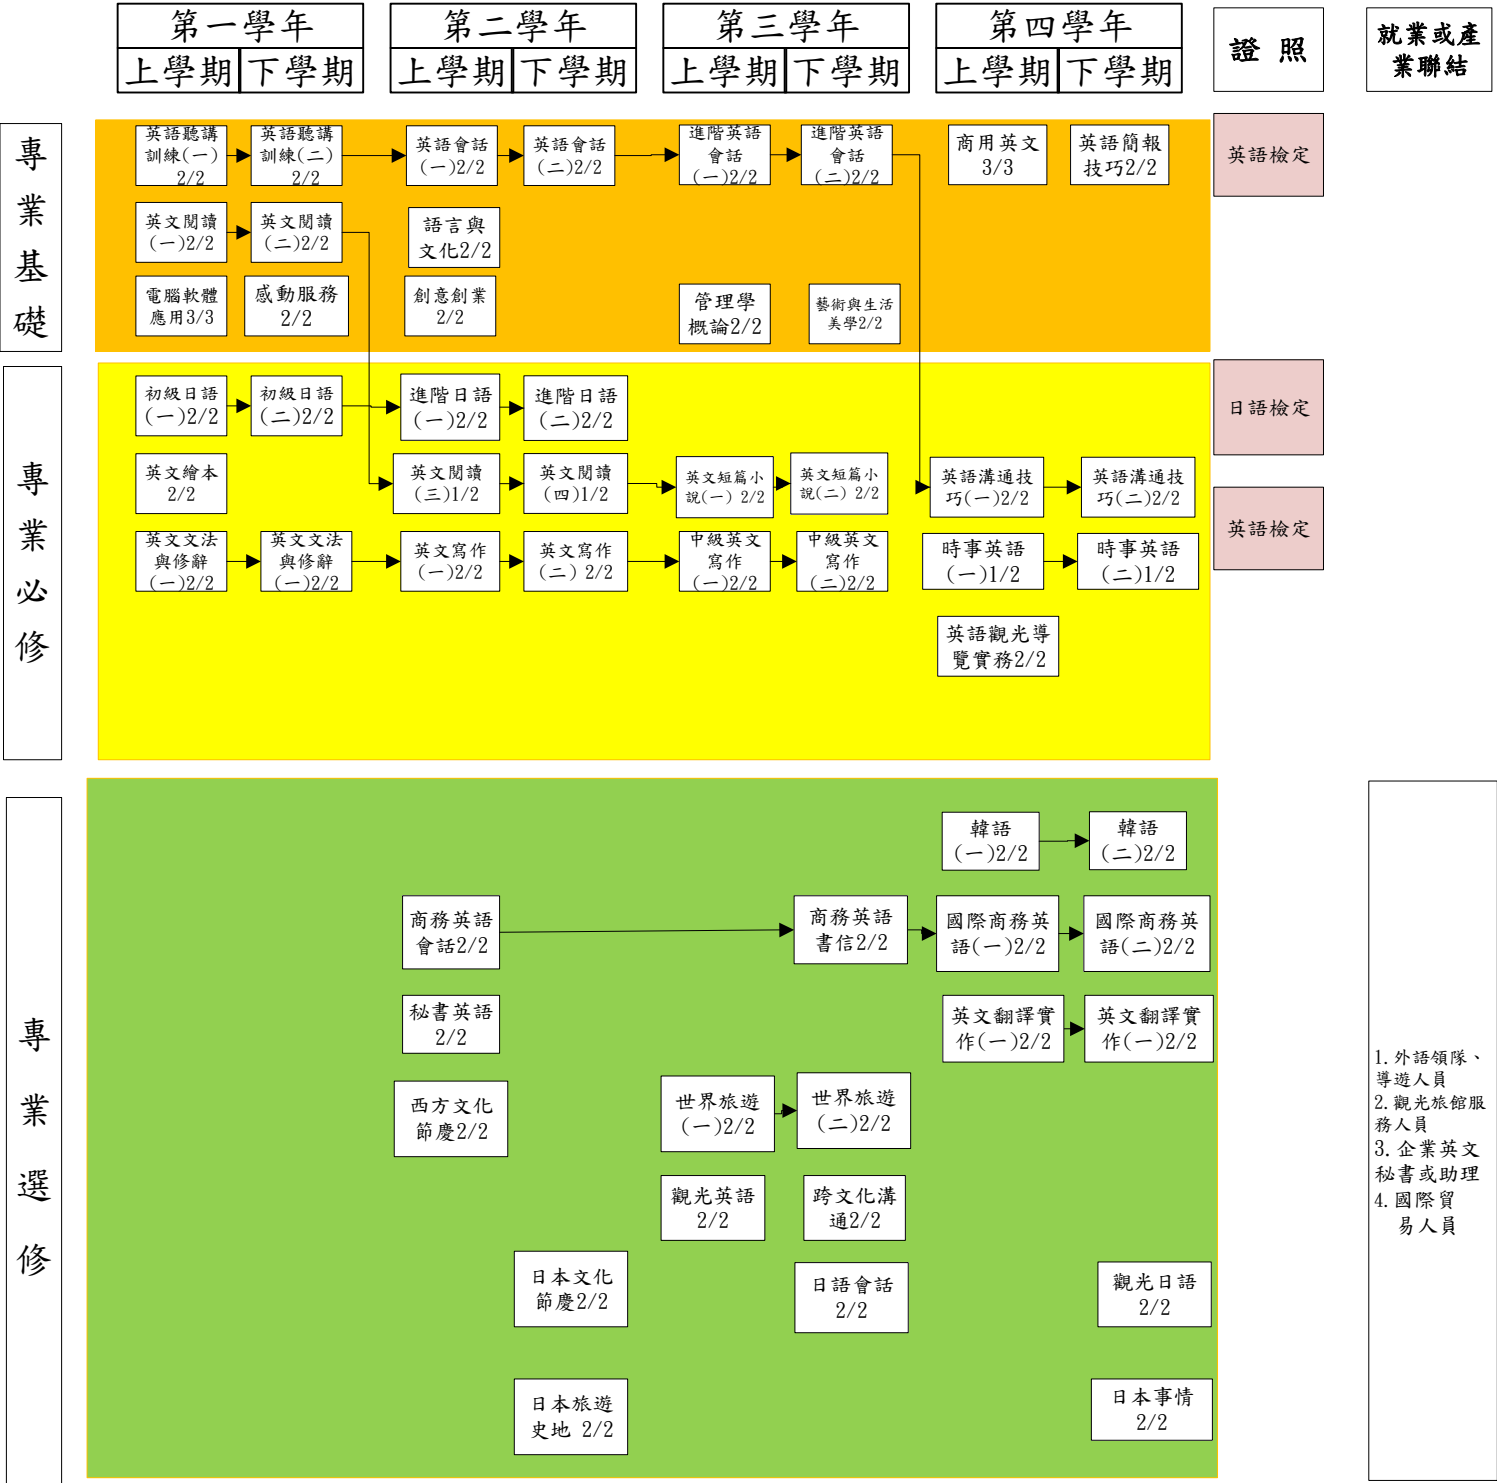 第一學年
第二學年
第三學年
第四學年
證 照
就業或產
業聯結
上學期
下學期
上學期
下學期
上學期
下學期
上學期
下學期
專
業
基
礎
英語聽講
訓練(一)
2/2
英語聽講
訓練(二)
2/2
英語會話
(一)2/2
英語會話
(二)2/2
進階英語
會話
(一)2/2
進階英語
會話
(二)2/2
商用英文
3/3
英語簡報
技巧2/2
英語檢定
英文閱讀
(一)2/2
英文閱讀
(二)2/2
語言與
文化2/2
電腦軟體
應用3/3
感動服務
2/2
創意創業
2/2
管理學
概論2/2
藝術與生活
美學2/2
專
業
必
修
初級日語
(一)2/2
初級日語
(二)2/2
進階日語
(一)2/2
進階日語
(二)2/2
日語檢定
英文繪本
2/2
英文閱讀
(三)1/2
英文閱讀
(四)1/2
英文短篇小
說(一) 2/2
英文短篇小
說(二) 2/2
英語溝通技
巧(一)2/2
英語溝通技
巧(二)2/2
英語檢定
英文文法
與修辭
(一)2/2
英文文法
與修辭
(一)2/2
英文寫作
(一)2/2
英文寫作
(二) 2/2
中級英文
寫作
(一)2/2
中級英文
寫作
(二)2/2
時事英語
(一)1/2
時事英語
(二)1/2
英語觀光導
覽實務2/2
專
業
選
修
韓語
(一)2/2
韓語
(二)2/2
商務英語
會話2/2
商務英語
書信2/2
國際商務英
語(一)2/2
國際商務英
語(二)2/2
秘書英語
2/2
英文翻譯實
作(一)2/2
英文翻譯實
作(一)2/2
西方文化
節慶2/2
世界旅遊
(一)2/2
世界旅遊
(二)2/2
觀光英語
2/2
跨文化溝
通2/2
日本文化
節慶2/2
日語會話
2/2
觀光日語
2/2
日本旅遊
史地 2/2
日本事情
2/2
1.外語領隊、
導遊人員
2.觀光旅館服
務人員
3.企業英文
秘書或助理
4.國際貿
易人員